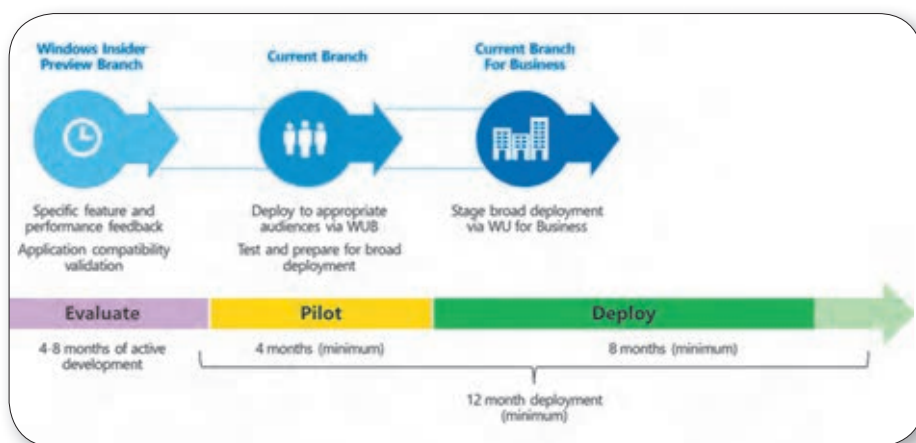 Windows Insider
Preview Branch
Current Branch
Current Branch
For Business
Specific feature and
performance feedback
Application compatibility
validation
Deploy to appropriate
audiences via WUB
Test and prepare for broad
deployment
Stage broad deployment
via WU for Business
Evaluate
Pilot
Deploy
4-8 months of active
development
4 months (minimum)
8 months (minimum)
12 month deployment
(minimum)